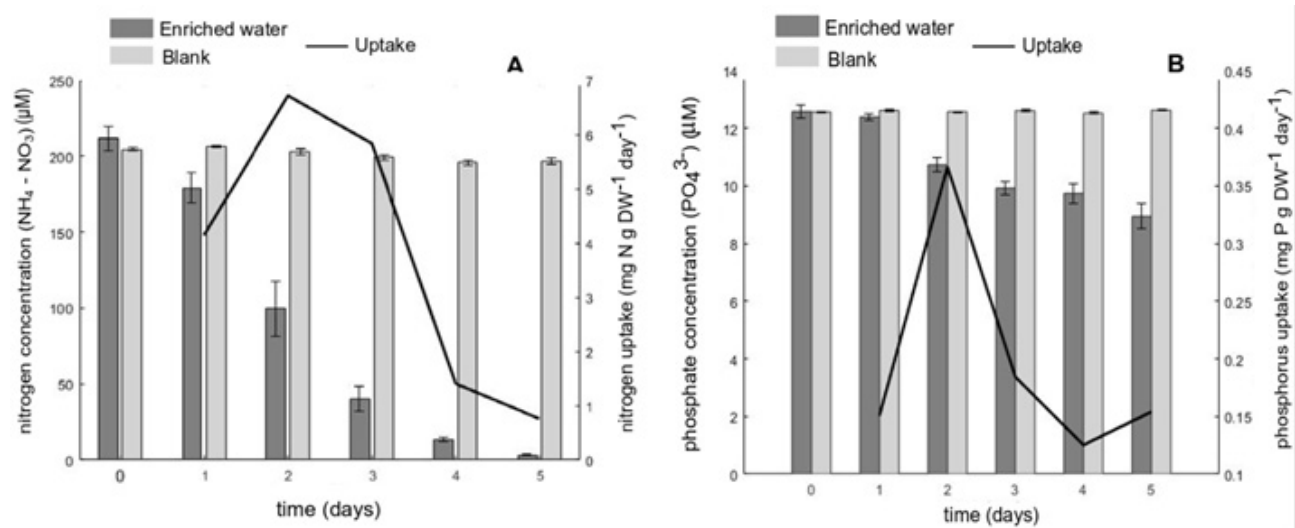 Enriched water
Blank
Uptake
A
250
200
150
100
50
0
nitrogen concentration (NH₄ - NO₃) (µM)
7
6
5
4
3
2
1
0
nitrogen uptake (mg N g DW⁻¹ day⁻¹)
0 1 2 3 4 5
time (days)
Enriched water
Blank
Uptake
B
14
12
10
8
6
4
2
0
phosphate concentration (PO₄³⁻) (µM)
0.45
0.4
0.35
0.3
0.25
0.2
0.15
0.1
phosphorus uptake (mg P g DW⁻¹ day⁻¹)
0 1 2 3 4 5
time (days)